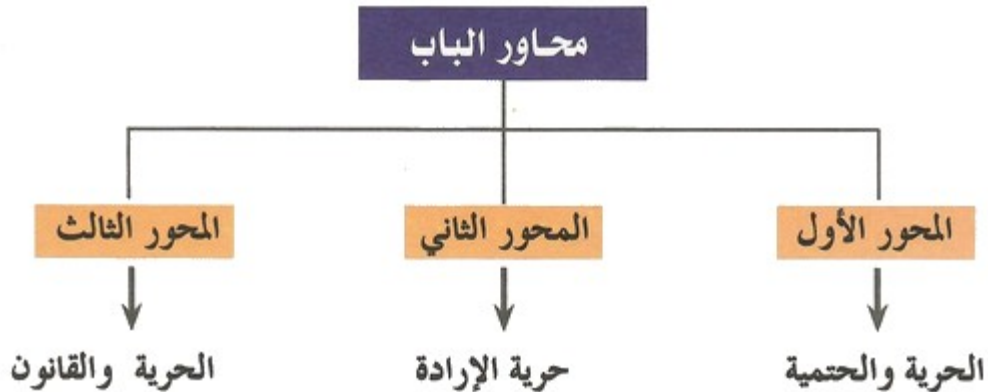 محاور الباب
المحور الأول
المحور الثاني
المحور الثالث
الحرية والحتمية
حرية الإرادة
الحرية والقانون